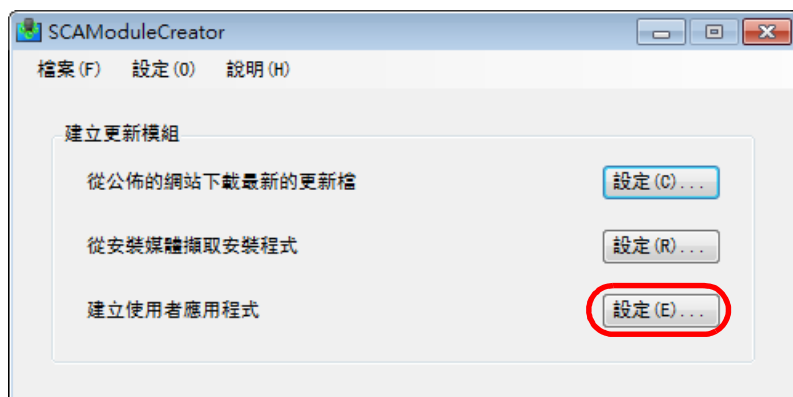 SCAModuleCreator
檔案(F) 設定(O) 說明(H)
建立更新模組
從公佈的網站下載最新的更新檔 設定(C)...
從安裝媒體擷取安裝程式 設定(R)...
建立使用者應用程式 設定(E)...